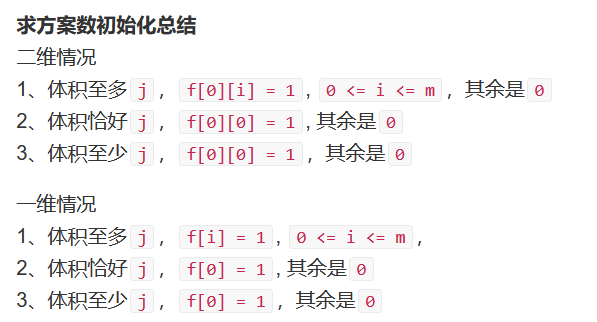 求方案数初始化总结
二维情况
1、体积至多 j ， f[0][i] = 1 , 0 <= i <= m ，其余是 0
2、体积恰好 j ， f[0][0] = 1 , 其余是 0
3、体积至少 j ， f[0][0] = 1 ，其余是 0
一维情况
1、体积至多 j ， f[i] = 1 , 0 <= i <= m ，
2、体积恰好 j ， f[0] = 1 , 其余是 0
3、体积至少 j ， f[0] = 1 ，其余是 0